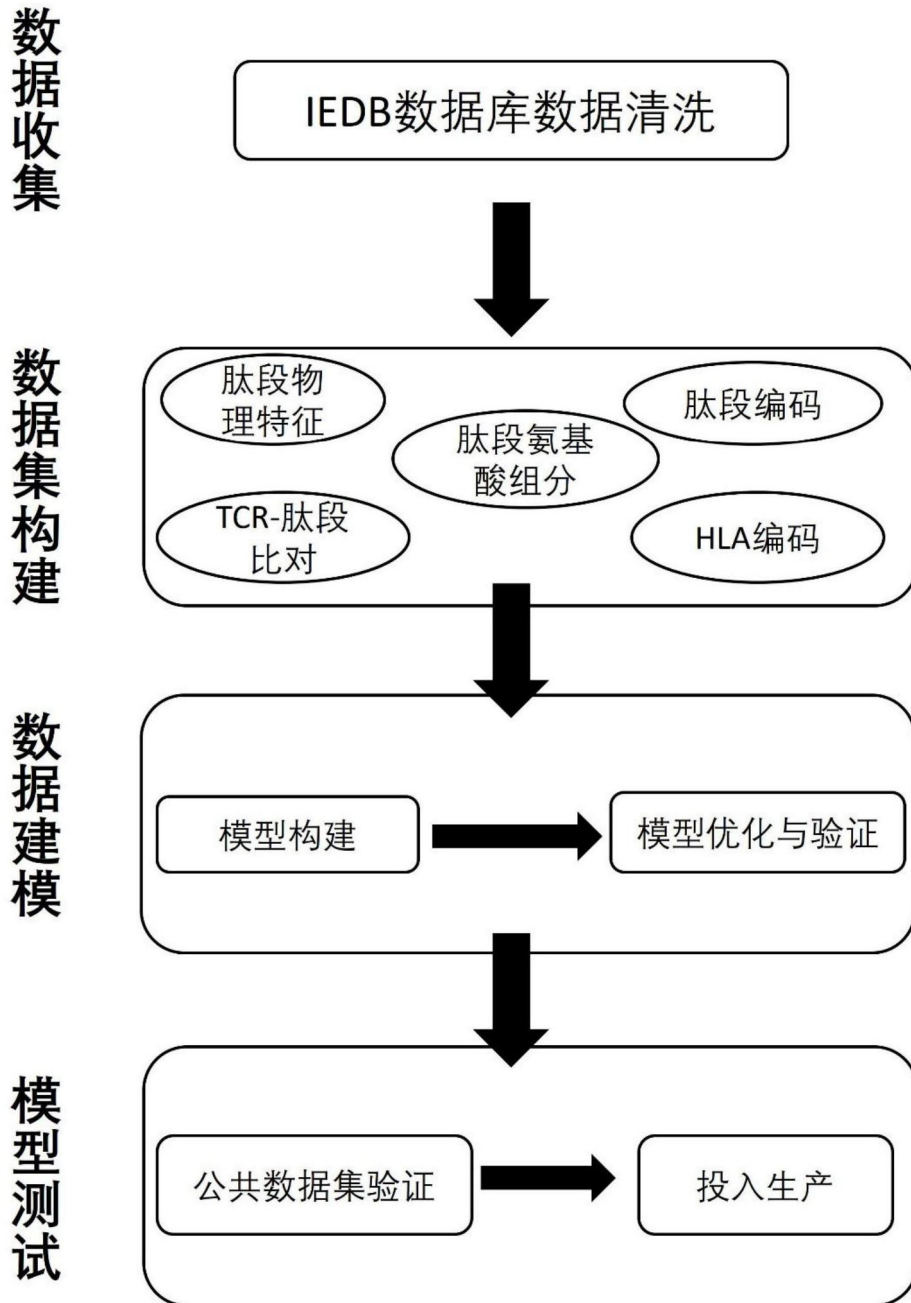 数据收集
IEDB数据库数据清洗
数据集构建
肽段物
理特征
肽段编码
肽段氨基
酸组分
TCR-肽段
比对
HLA编码
数据建模
模型构建
模型优化与验证
模型测试
公共数据集验证
投入生产